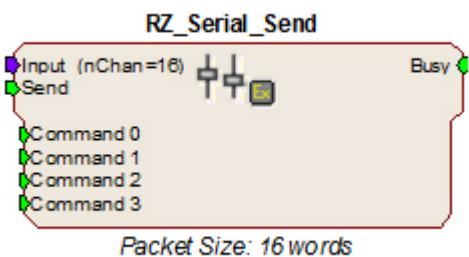 RZ_Serial_Send
Input (nChan=16) Busy
Send
Ex
Command 0
Command 1
Command 2
Command 3
Packet Size: 16 words